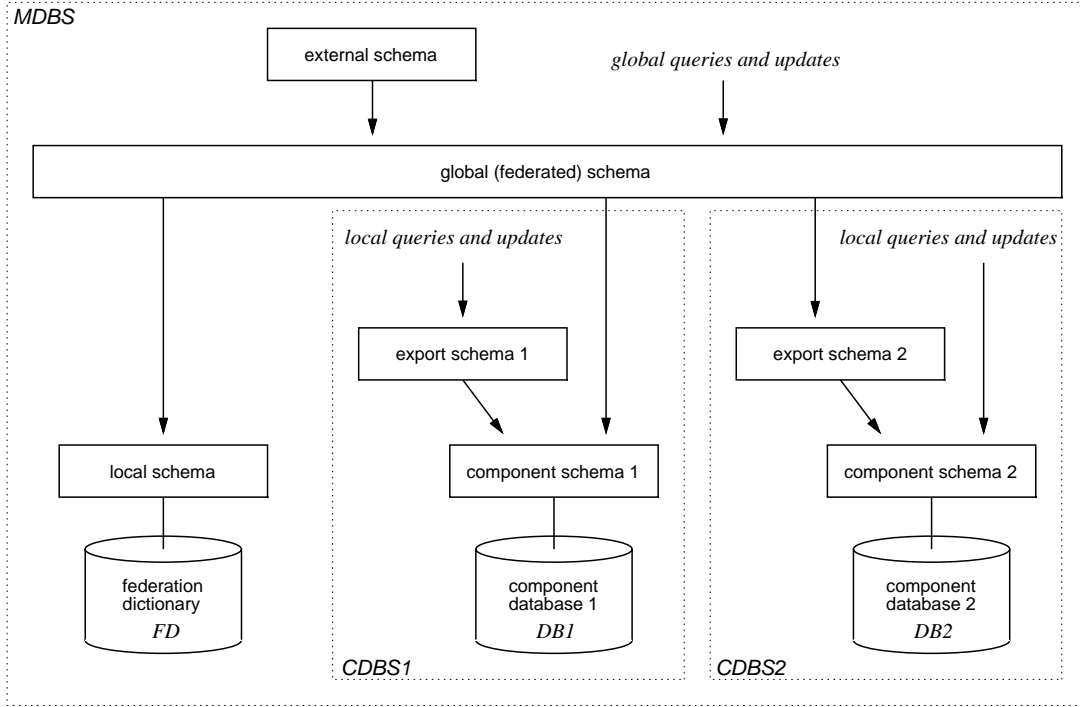 MDBS
external schema
global queries and updates
global (federated) schema
local queries and updates
local queries and updates
export schema 1
export schema 2
local schema
component schema 1
component schema 2
federation
dictionary
FD
component
database 1
DB1
component
database 2
DB2
CDBS1
CDBS2